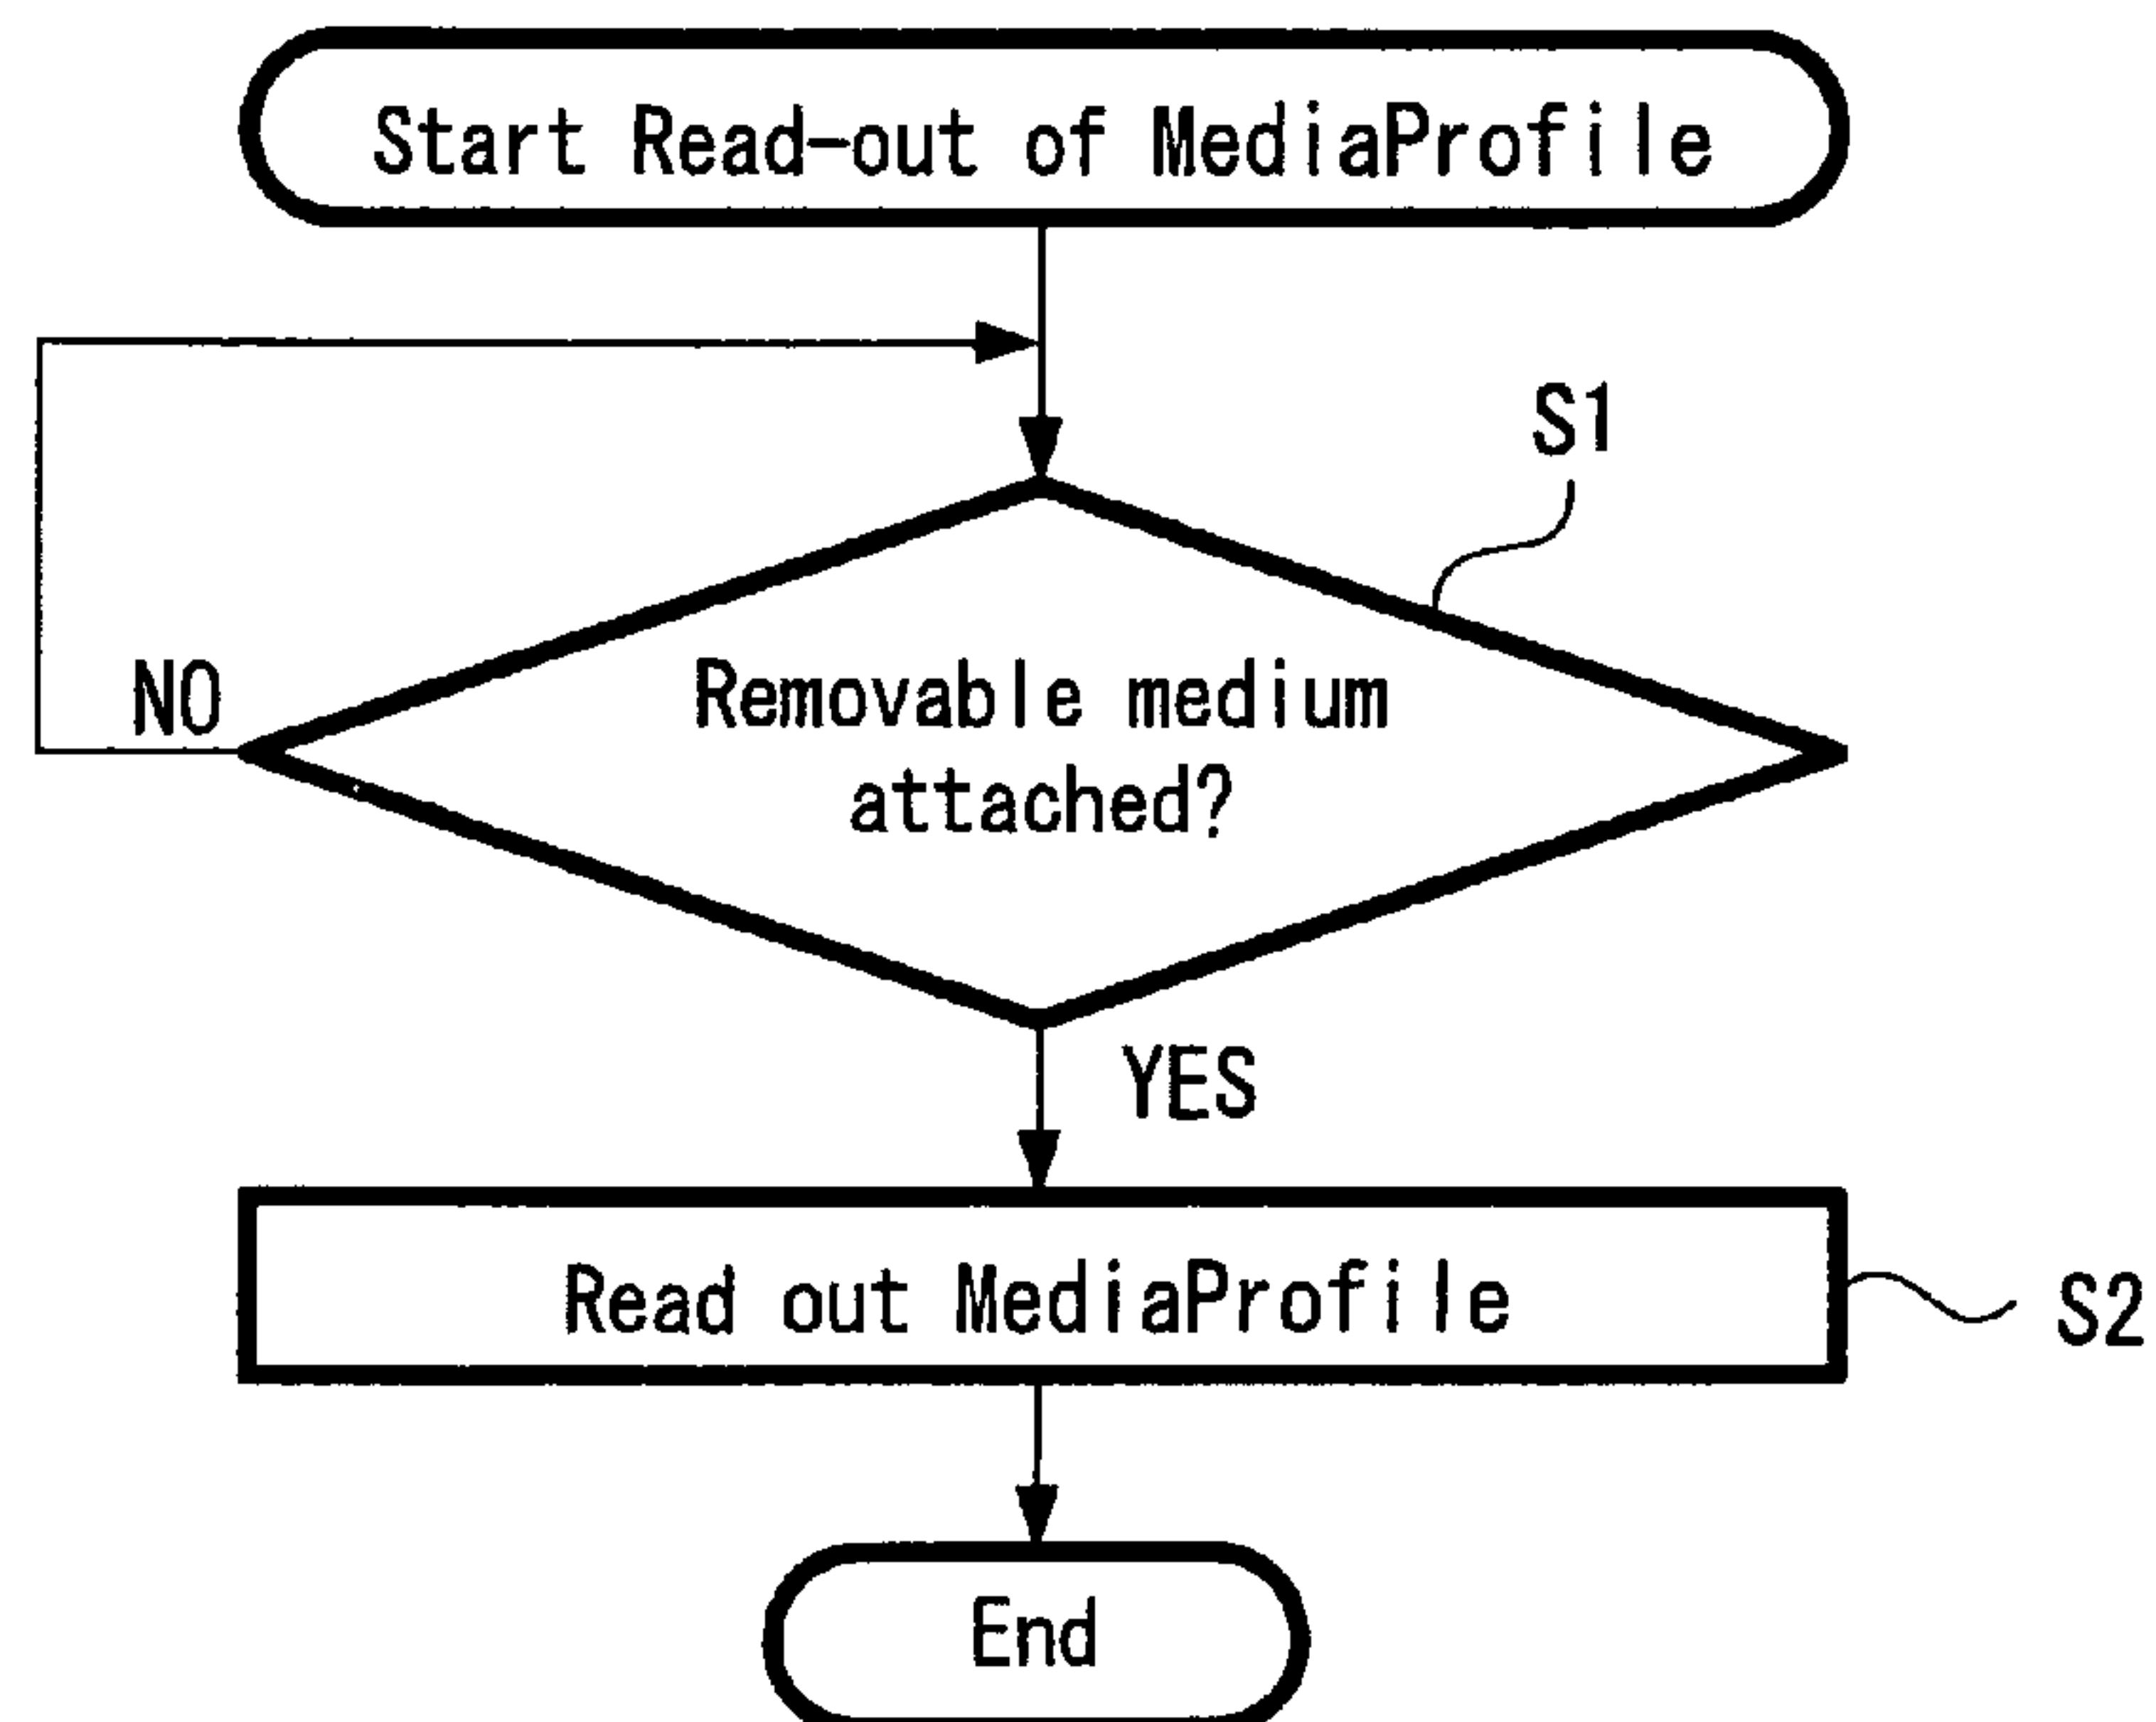 Start Read-out of MediaProfile
S1
NO
Removable medium
attached?
YES
Read out MediaProfile
S2
End